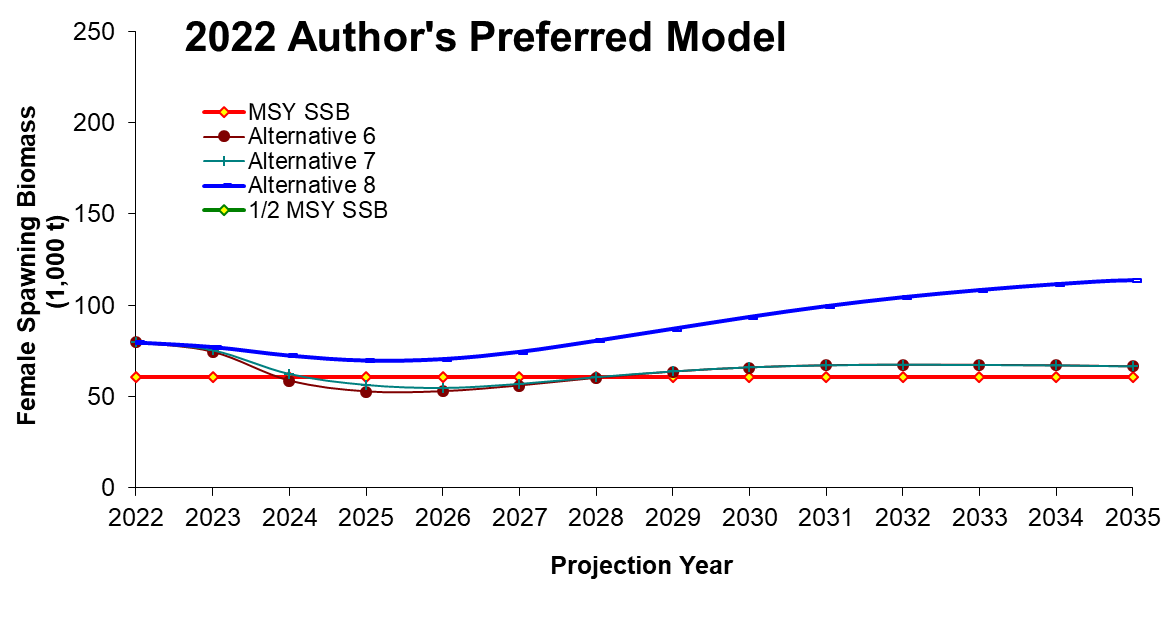 2022 Author's Preferred Model
Female Spawning Biomass
(1,000 t)
250
200
150
100
50
0
MSY SSB
Alternative 6
Alternative 7
Alternative 8
1/2 MSY SSB
2022 2023 2024 2025 2026 2027 2028 2029 2030 2031 2032 2033 2034 2035
Projection Year